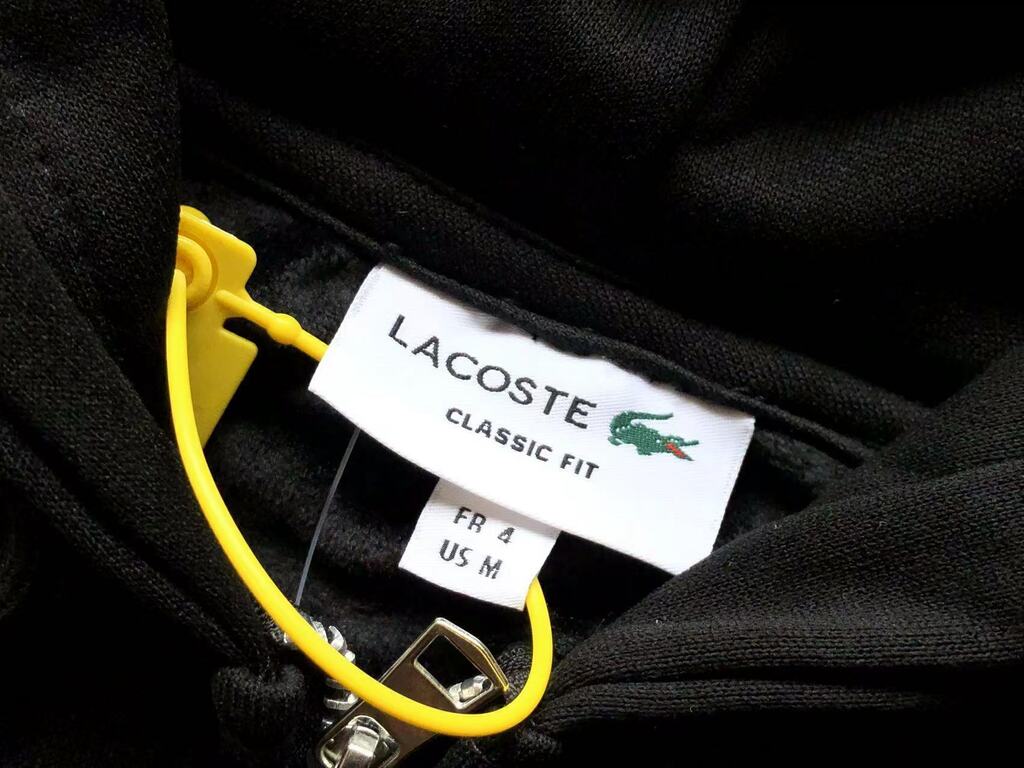 LACOSTE
CLASSIC FIT
FR 4
US M